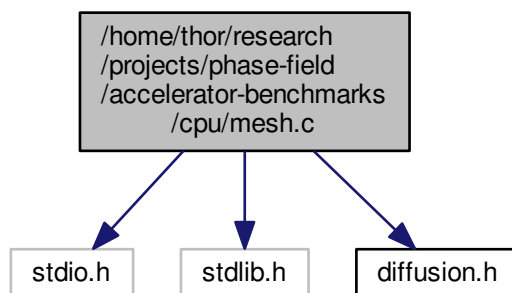 /home/thor/research
/projects/phase-field
/accelerator-benchmarks
/cpu/mesh.c
stdio.h
stdlib.h
diffusion.h